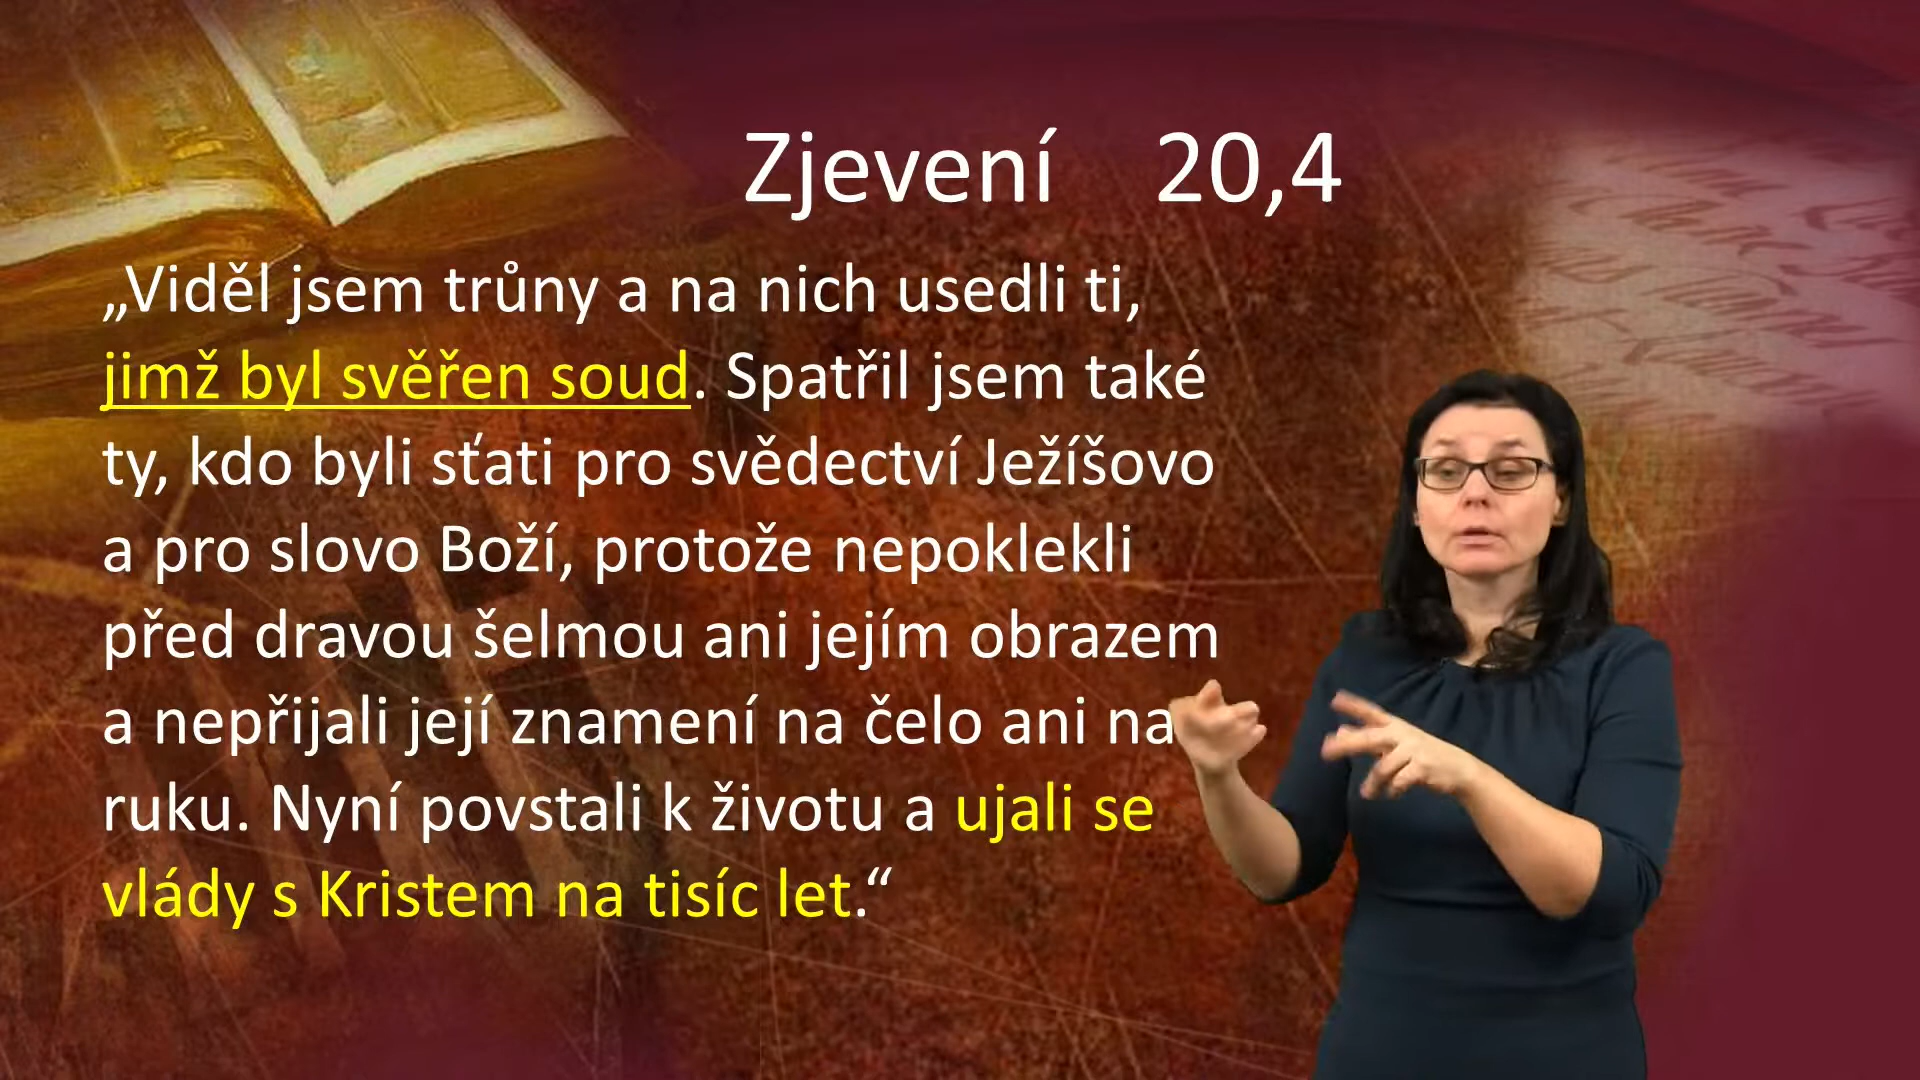 Zjevení 20,4
„Viděl jsem trůny a na nich usedli ti,
jimž byl svěřen soud. Spatřil jsem také
ty, kdo byli sťati pro svědectví Ježíšovo
a pro slovo Boží, protože nepoklekli
před dravou šelmou ani jejím obrazem
a nepřijali její znamení na čelo ani na
ruku. Nyní povstali k životu a ujali se
vlády s Kristem na tisíc let.“